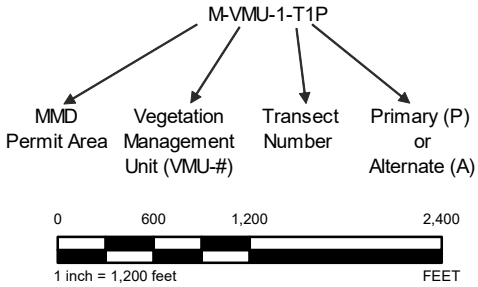 M-VMU-1-T1P
MMD Vegetation Transect Primary (P)
Permit Area Management Number or
Unit (VMU-#) Alternate (A)
0 600 1,200 2,400
1 inch = 1,200 feet FEET